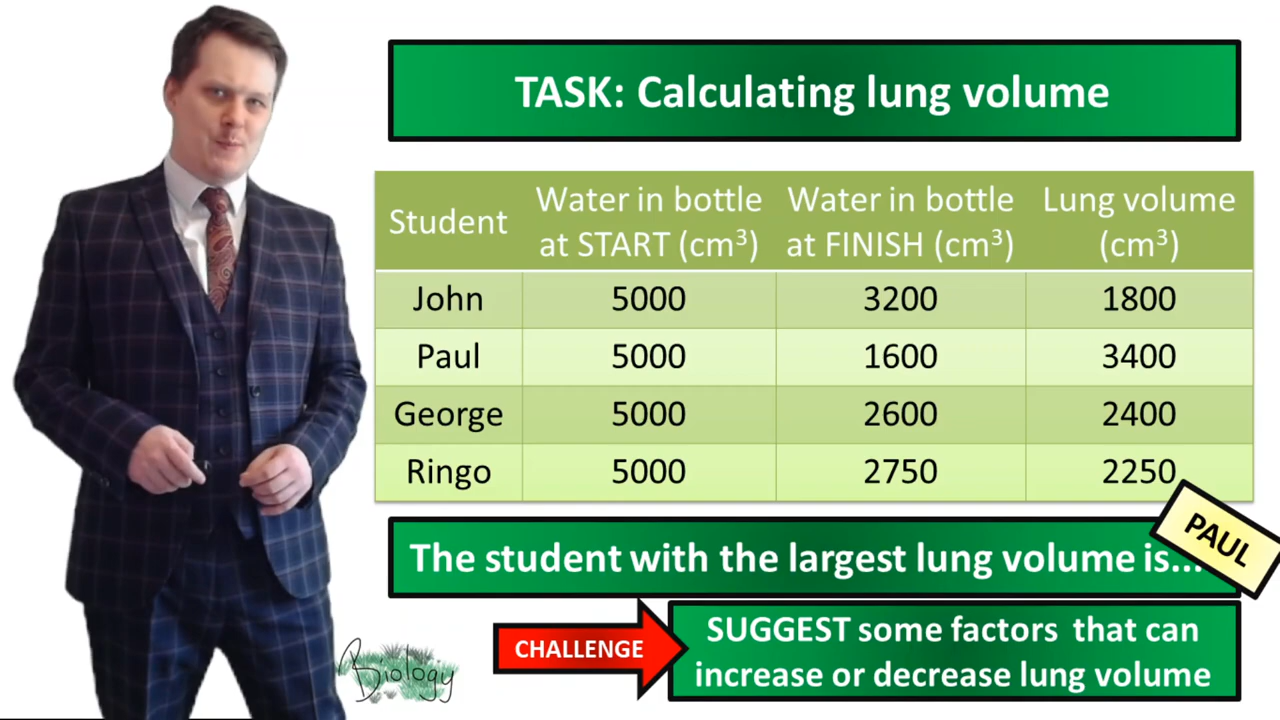 TASK: Calculating lung volume
Student
Water in bottle
at START (cm³)
Water in bottle
at FINISH (cm³)
Lung volume
(cm³)
John 5000 3200 1800
Paul 5000 1600 3400
George 5000 2600 2400
Ringo 5000 2750 2250
The student with the largest lung volume is...
PAUL
CHALLENGE
SUGGEST some factors that can
increase or decrease lung volume
Biology